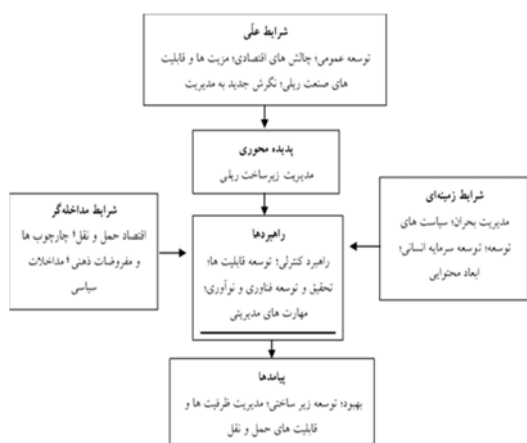 شرایط علّی
توسعه عمومی؛ چالش های اقتصادی؛ مزیت ها و قابلیت
های صنعت ریلی؛ نگرش جدید به مدیریت
پدیده محوری
مدیریت زیرساخت ریلی
شرایط زمینه‌ای
مدیریت بحران؛ سیاست های
توسعه؛ توسعه سرمایه انسانی؛
ابعاد محتوایی
راهبردها
راهبرد کنترلی؛ توسعه قابلیت ها؛
تحقیق و توسعه فناوری و نوآوری؛
مهارت های مدیریتی
شرایط مداخله‌گر
اقتصاد حمل و نقل؛ چارچوب ها
و مفروضات ذهنی؛ مداخلات
سیاسی
پیامدها
بهبود؛ توسعه زیر ساختی؛ مدیریت ظرفیت ها و
قابلیت های حمل و نقل